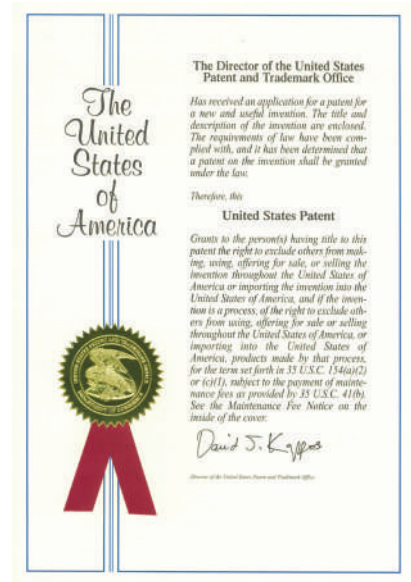 The
United
States
of
America
The Director of the United States
Patent and Trademark Office
Has received an application for a patent for
a new and useful invention. The title and
description of the invention are enclosed.
The requirements of law have been com-
plied with, and it has been determined that
a patent on the invention shall be granted
under the law.
Therefore, this
United States Patent
Grants to the person(s) having title to this
patent the right to exclude others from mak-
ing, using, offering for sale, or selling the
invention throughout the United States of
America or importing the invention into the
United States of America, and if the inven-
tion is a process, of the right to exclude oth-
ers from using, offering for sale or selling
throughout the United States of America, or
importing into the United States of
America, products made by that process,
for the term set forth in 35 U.S.C. 154(a)(2)
or (c)(1), subject to the payment of mainte-
nance fees as provided by 35 U.S.C. 41(b).
See the Maintenance Fee Notice on the
inside of the cover.
David J. Kappos
Director of the United States Patent and Trademark Office